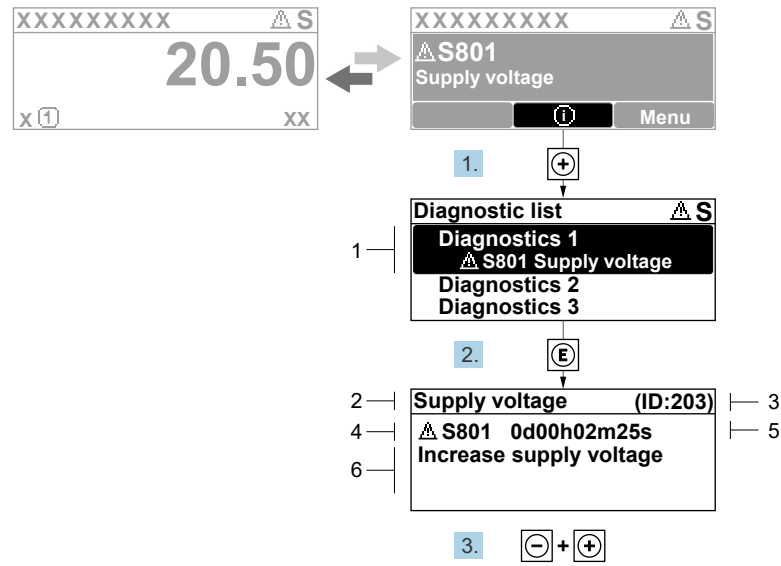 XXXXXXXXX ⚠ S
20.50
x ① xx
XXXXXXXXX ⚠ S
⚠ S801
Supply voltage
ⓘ Menu
1. +
Diagnostic list ⚠ S
1
Diagnostics 1
⚠ S801 Supply voltage
Diagnostics 2
Diagnostics 3
2. E
2 Supply voltage (ID:203) 3
4 ⚠ S801 0d00h02m25s 5
6 Increase supply voltage
3. − + +